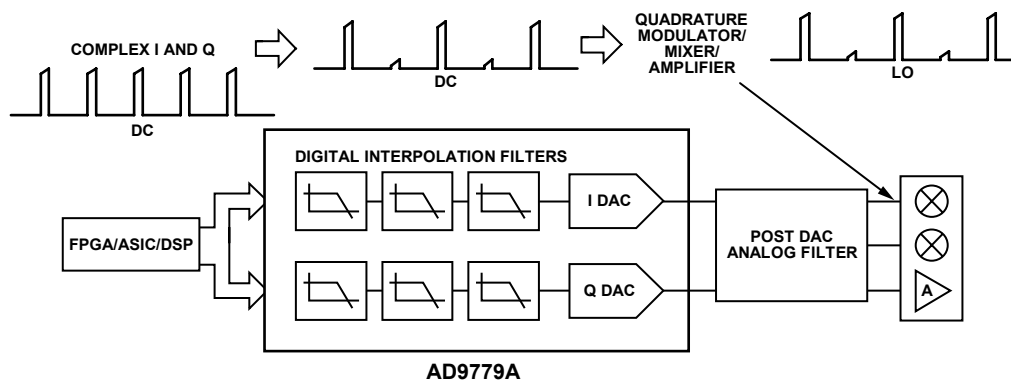 COMPLEX I AND Q
DC
DC
QUADRATURE
MODULATOR/
MIXER/
AMPLIFIER
LO
DIGITAL INTERPOLATION FILTERS
FPGA/ASIC/DSP
I DAC
Q DAC
POST DAC
ANALOG FILTER
A
AD9779A